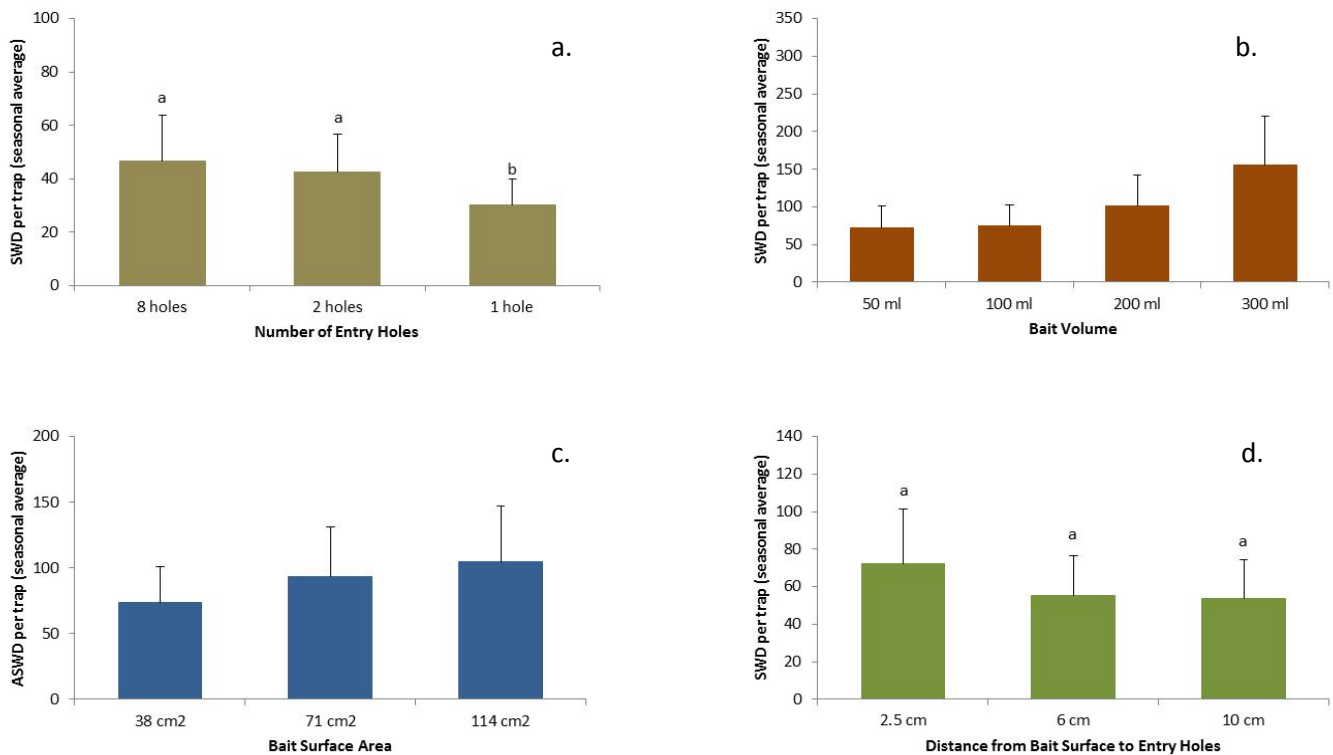 a.
SWD per trap (seasonal average)
100
80
60
40
20
0
a
a
b
8 holes
2 holes
1 hole
Number of Entry Holes
b.
SWD per trap (seasonal average)
350
300
250
200
150
100
50
0
50 ml
100 ml
200 ml
300 ml
Bait Volume
c.
ASWD per trap (seasonal average)
200
150
100
50
0
38 cm2
71 cm2
114 cm2
Bait Surface Area
d.
SWD per trap (seasonal average)
140
120
100
80
60
40
20
0
a
a
a
2.5 cm
6 cm
10 cm
Distance from Bait Surface to Entry Holes